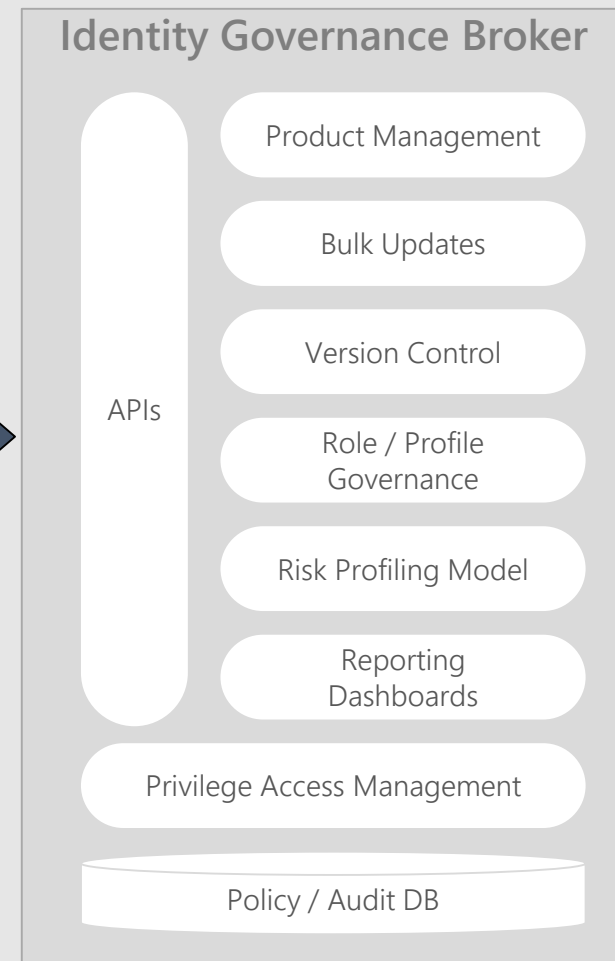 Identity Governance Broker
APIs
Product Management
Bulk Updates
Version Control
Role / Profile
Governance
Risk Profiling Model
Reporting
Dashboards
Privilege Access Management
Policy / Audit DB